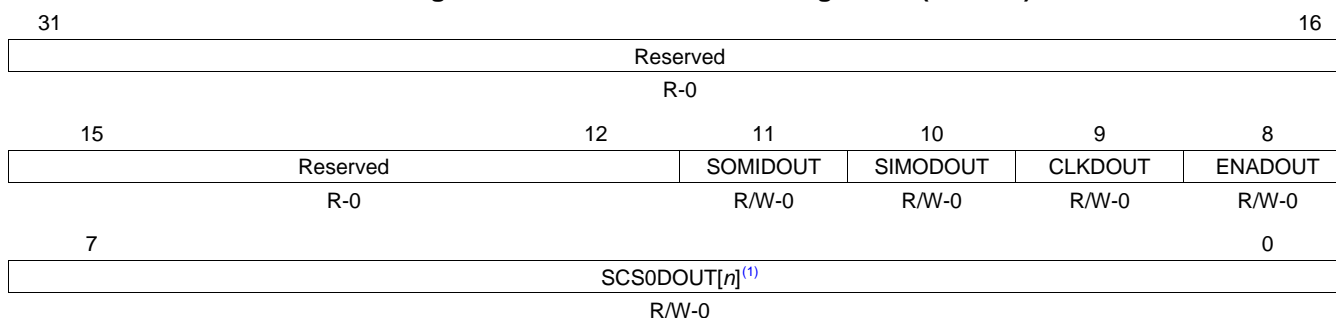 31 16
Reserved
R-0
15 12 11 10 9 8
Reserved SOMIDOUT SIMODOUT CLKDOUT ENADOUT
R-0 R/W-0 R/W-0 R/W-0 R/W-0
7 0
SCS0DOUT[n](1)
R/W-0